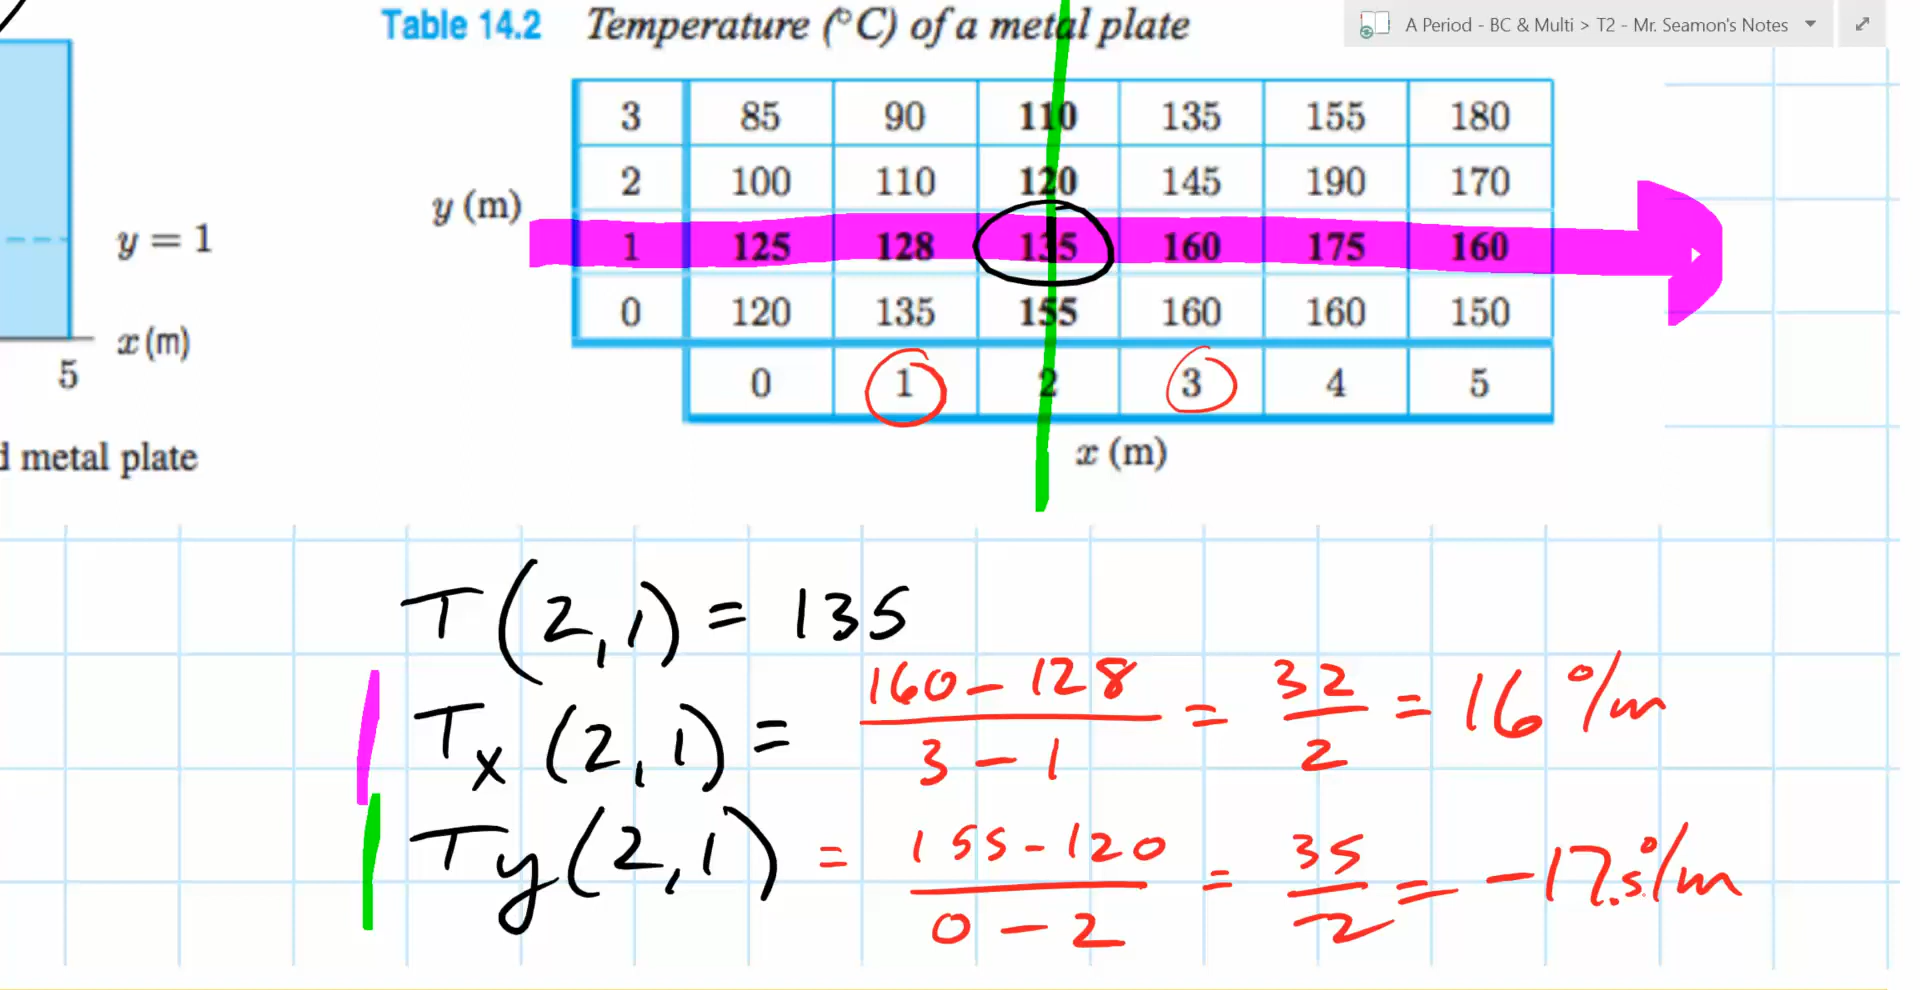 Table 14.2 Temperature (°C) of a metal plate
A Period - BC & Multi > T2 - Mr. Seamon's Notes
3 85 90 110 135 155 180
2 100 110 120 145 190 170
y (m)
y = 1
1 125 128 135 160 175 160
0 120 135 155 160 160 150
x (m)
5
0 1 2 3 4 5
x (m)
metal plate
T(2,1) = 135
Tx(2,1) = 160 - 128 / 3 - 1 = 32/2 = 16 °/m
Ty(2,1) = 155 - 120 / 0 - 2 = 35/-2 = -17.5°/m